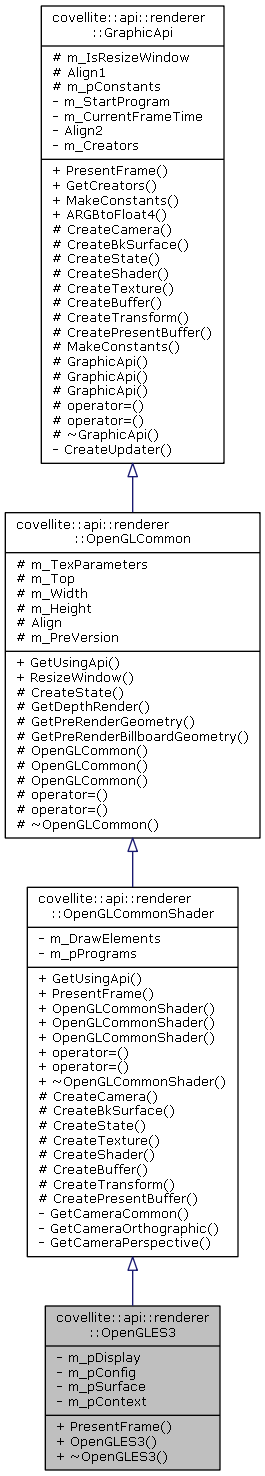 covellite::api::renderer
::GraphicApi
# m_IsResizeWindow
# Align1
# m_pConstants
- m_StartProgram
- m_CurrentFrameTime
- Align2
- m_Creators
+ PresentFrame()
+ GetCreators()
+ MakeConstants()
+ ARGBtoFloat4()
# CreateCamera()
# CreateBkSurface()
# CreateState()
# CreateShader()
# CreateTexture()
# CreateBuffer()
# CreateTransform()
# CreatePresentBuffer()
# MakeConstants()
# GraphicApi()
# GraphicApi()
# GraphicApi()
# operator=()
# operator=()
# ~GraphicApi()
- CreateUpdater()
covellite::api::renderer
::OpenGLCommon
# m_TexParameters
# m_Top
# m_Width
# m_Height
# Align
# m_PreVersion
+ GetUsingApi()
+ ResizeWindow()
# CreateState()
# GetDepthRender()
# GetPreRenderGeometry()
# GetPreRenderBillboardGeometry()
# OpenGLCommon()
# OpenGLCommon()
# OpenGLCommon()
# operator=()
# operator=()
# ~OpenGLCommon()
covellite::api::renderer
::OpenGLCommonShader
- m_DrawElements
- m_pPrograms
+ GetUsingApi()
+ PresentFrame()
+ OpenGLCommonShader()
+ OpenGLCommonShader()
+ OpenGLCommonShader()
+ operator=()
+ operator=()
+ ~OpenGLCommonShader()
# CreateCamera()
# CreateBkSurface()
# CreateState()
# CreateTexture()
# CreateShader()
# CreateBuffer()
# CreateTransform()
# CreatePresentBuffer()
- GetCameraCommon()
- GetCameraOrthographic()
- GetCameraPerspective()
covellite::api::renderer
::OpenGLES3
- m_pDisplay
- m_pConfig
- m_pSurface
- m_pContext
+ PresentFrame()
+ OpenGLES3()
+ ~OpenGLES3()